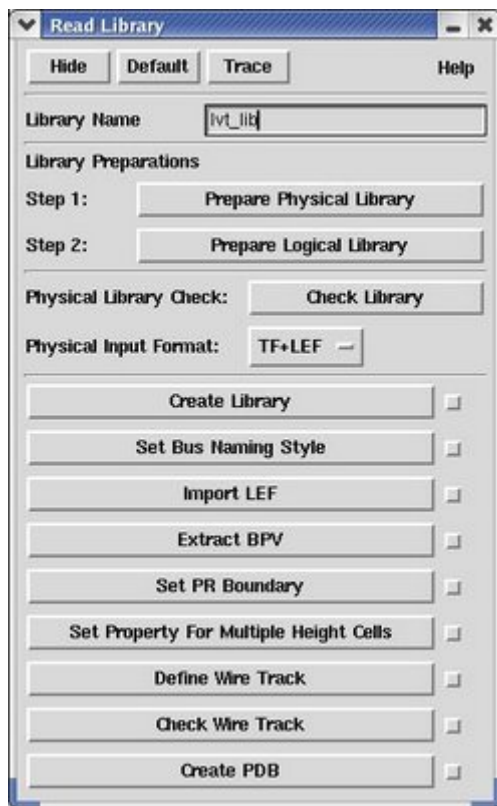 Read Library
Hide Default Trace Help
Library Name lvt_lib
Library Preparations
Step 1: Prepare Physical Library
Step 2: Prepare Logical Library
Physical Library Check: Check Library
Physical Input Format: TF+LEF
Create Library
Set Bus Naming Style
Import LEF
Extract BPV
Set PR Boundary
Set Property For Multiple Height Cells
Define Wire Track
Check Wire Track
Create PDB